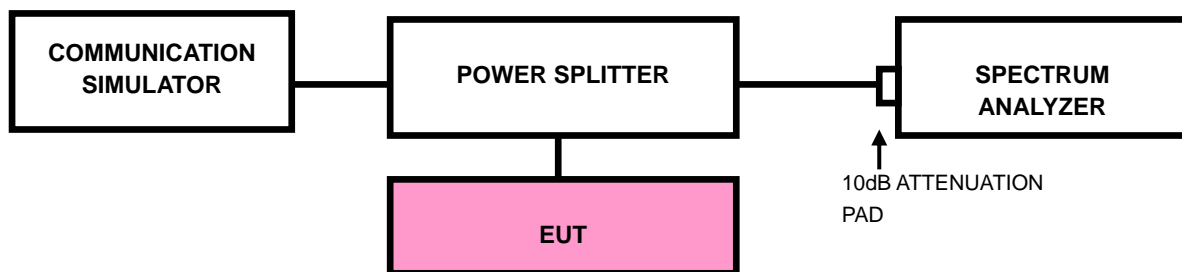 COMMUNICATION
SIMULATOR
POWER SPLITTER
SPECTRUM
ANALYZER
10dB ATTENUATION
PAD
EUT